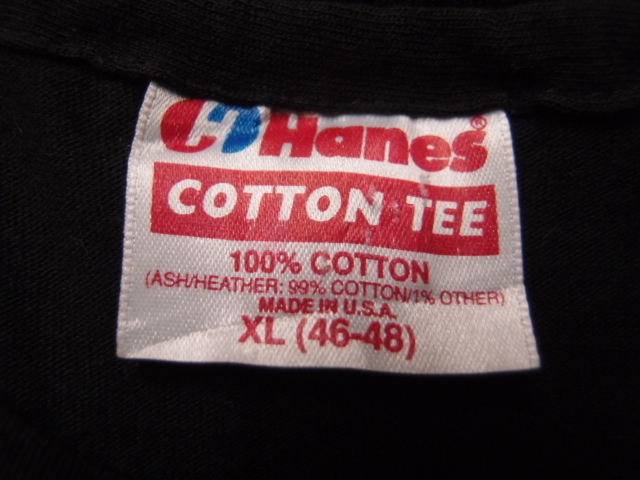 Hanes®
COTTON TEE
100% COTTON
(ASH/HEATHER: 99% COTTON/1% OTHER)
MADE IN U.S.A.
XL (46-48)